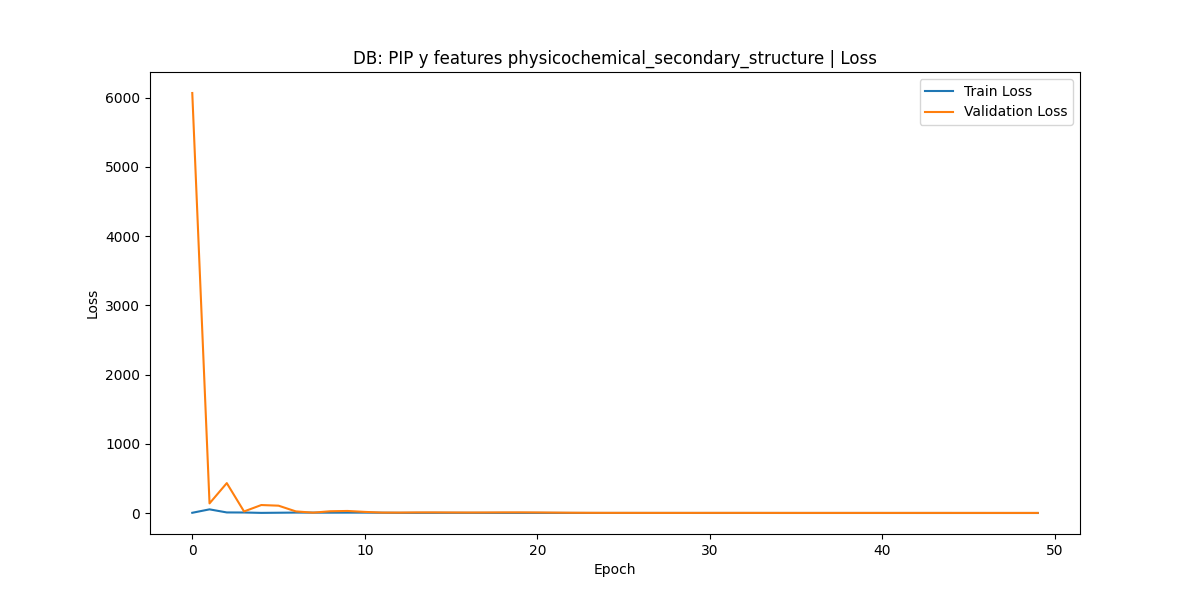 DB: PIP y features physicochemical_secondary_structure | Loss
Train Loss
Validation Loss
6000
5000
4000
3000
2000
1000
0
Loss
0 10 20 30 40 50
Epoch